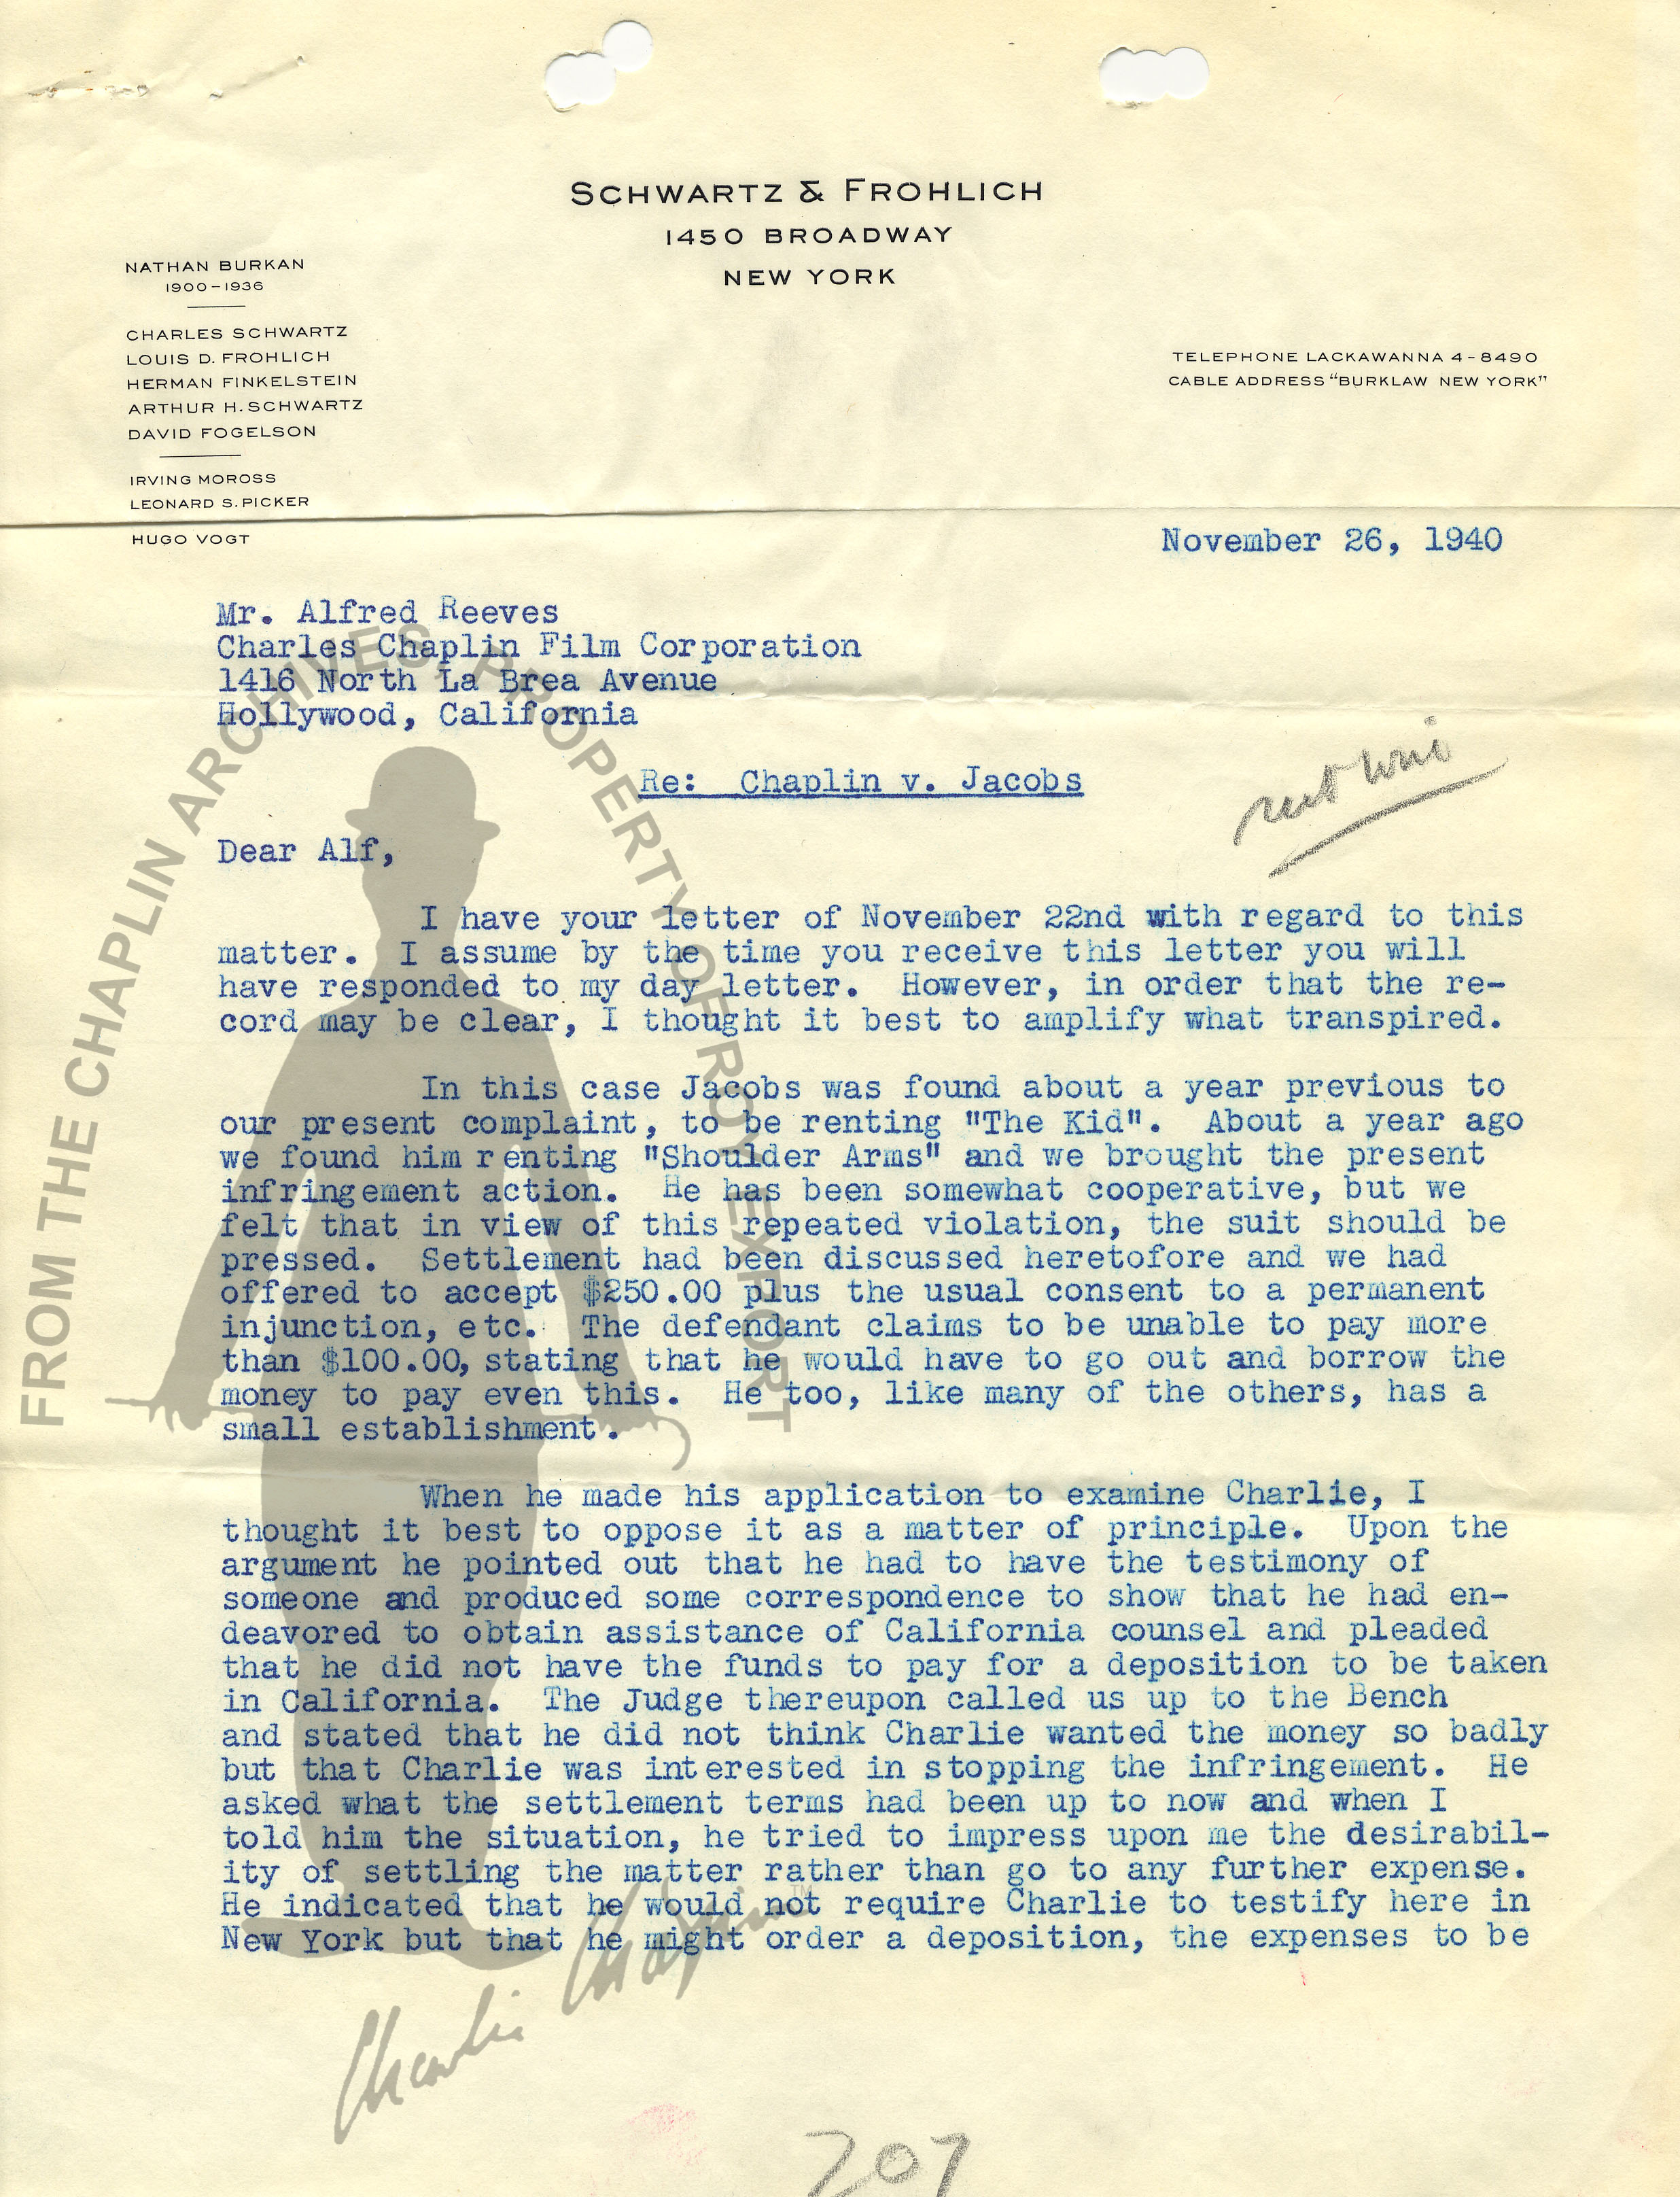 SCHWARTZ & FROHLICH
1450 BROADWAY
NEW YORK
NATHAN BURKAN
1900-1936
CHARLES SCHWARTZ
LOUIS D. FROHLICH
HERMAN FINKELSTEIN
ARTHUR H. SCHWARTZ
DAVID FOGELSON
IRVING MOROSS
LEONARD S. PICKER
HUGO VOGT
TELEPHONE LACKAWANNA 4-8490
CABLE ADDRESS "BURKLAW NEW YORK"
November 26, 1940
Mr. Alfred Reeves
Charles Chaplin Film Corporation
1416 North La Brea Avenue
Hollywood, California
Re: Chaplin v. Jacobs
Dear Alf,
I have your letter of November 22nd with regard to this
matter. I assume by the time you receive this letter you will
have responded to my day letter. However, in order that the re-
cord may be clear, I thought it best to amplify what transpired.
In this case Jacobs was found about a year previous to
our present complaint, to be renting "The Kid". About a year ago
we found him renting "Shoulder Arms" and we brought the present
infringement action. He has been somewhat cooperative, but we
felt that in view of this repeated violation, the suit should be
pressed. Settlement had been discussed heretofore and we had
offered to accept $250.00 plus the usual consent to a permanent
injunction, etc. The defendant claims to be unable to pay more
than $100.00, stating that he would have to go out and borrow the
money to pay even this. He too, like many of the others, has a
small establishment.
When he made his application to examine Charlie, I
thought it best to oppose it as a matter of principle. Upon the
argument he pointed out that he had to have the testimony of
someone and produced some correspondence to show that he had en-
deavored to obtain assistance of California counsel and pleaded
that he did not have the funds to pay for a deposition to be taken
in California. The Judge thereupon called us up to the Bench
and stated that he did not think Charlie wanted the money so badly
but that Charlie was interested in stopping the infringement. He
asked what the settlement terms had been up to now and when I
told him the situation, he tried to impress upon me the desirabil-
ity of settling the matter rather than go to any further expense.
He indicated that he would not require Charlie to testify here in
New York but that he might order a deposition, the expenses to be
FROM THE CHAPLIN ARCHIVES, PROPERTY OF ROY EXPORT
Charlie Chaplin™
207